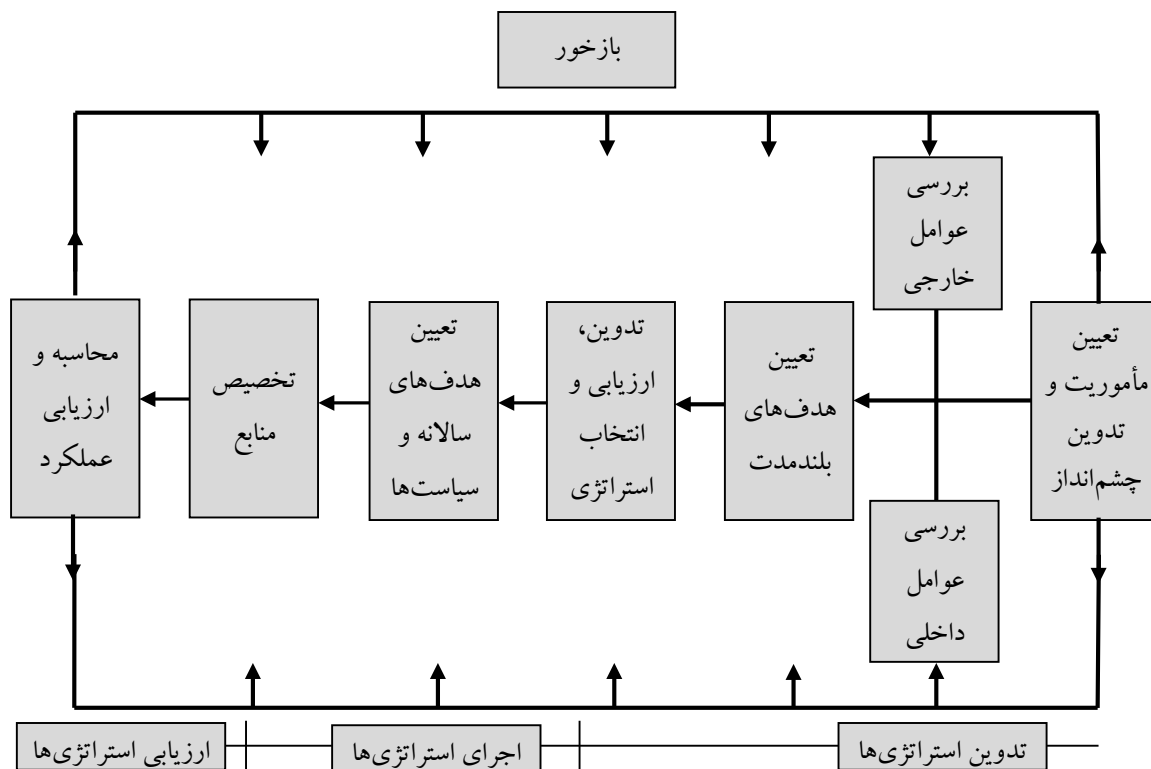 بازخور
بررسی
عوامل
خارجی
تعیین
مأموریت و
تدوین
چشم‌انداز
تعیین
هدف‌های
بلندمدت
تدوین،
ارزیابی و
انتخاب
استراتژی
تعیین
هدف‌های
سالانه و
سیاست‌ها
تخصیص
منابع
محاسبه و
ارزیابی
عملکرد
بررسی
عوامل
داخلی
تدوین استراتژی‌ها
اجرای استراتژی‌ها
ارزیابی استراتژی‌ها